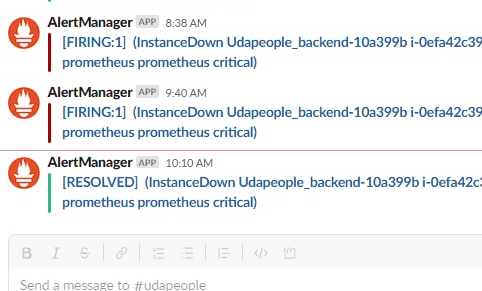 AlertManager APP 8:38 AM
[FIRING:1] (InstanceDown Udapeople_backend-10a399b i-0efa42c39
prometheus prometheus critical)
AlertManager APP 9:40 AM
[FIRING:1] (InstanceDown Udapeople_backend-10a399b i-0efa42c39
prometheus prometheus critical)
AlertManager APP 10:10 AM
[RESOLVED] (InstanceDown Udapeople_backend-10a399b i-0efa42c3
prometheus prometheus critical)
B I S
Send a message to #udapeople